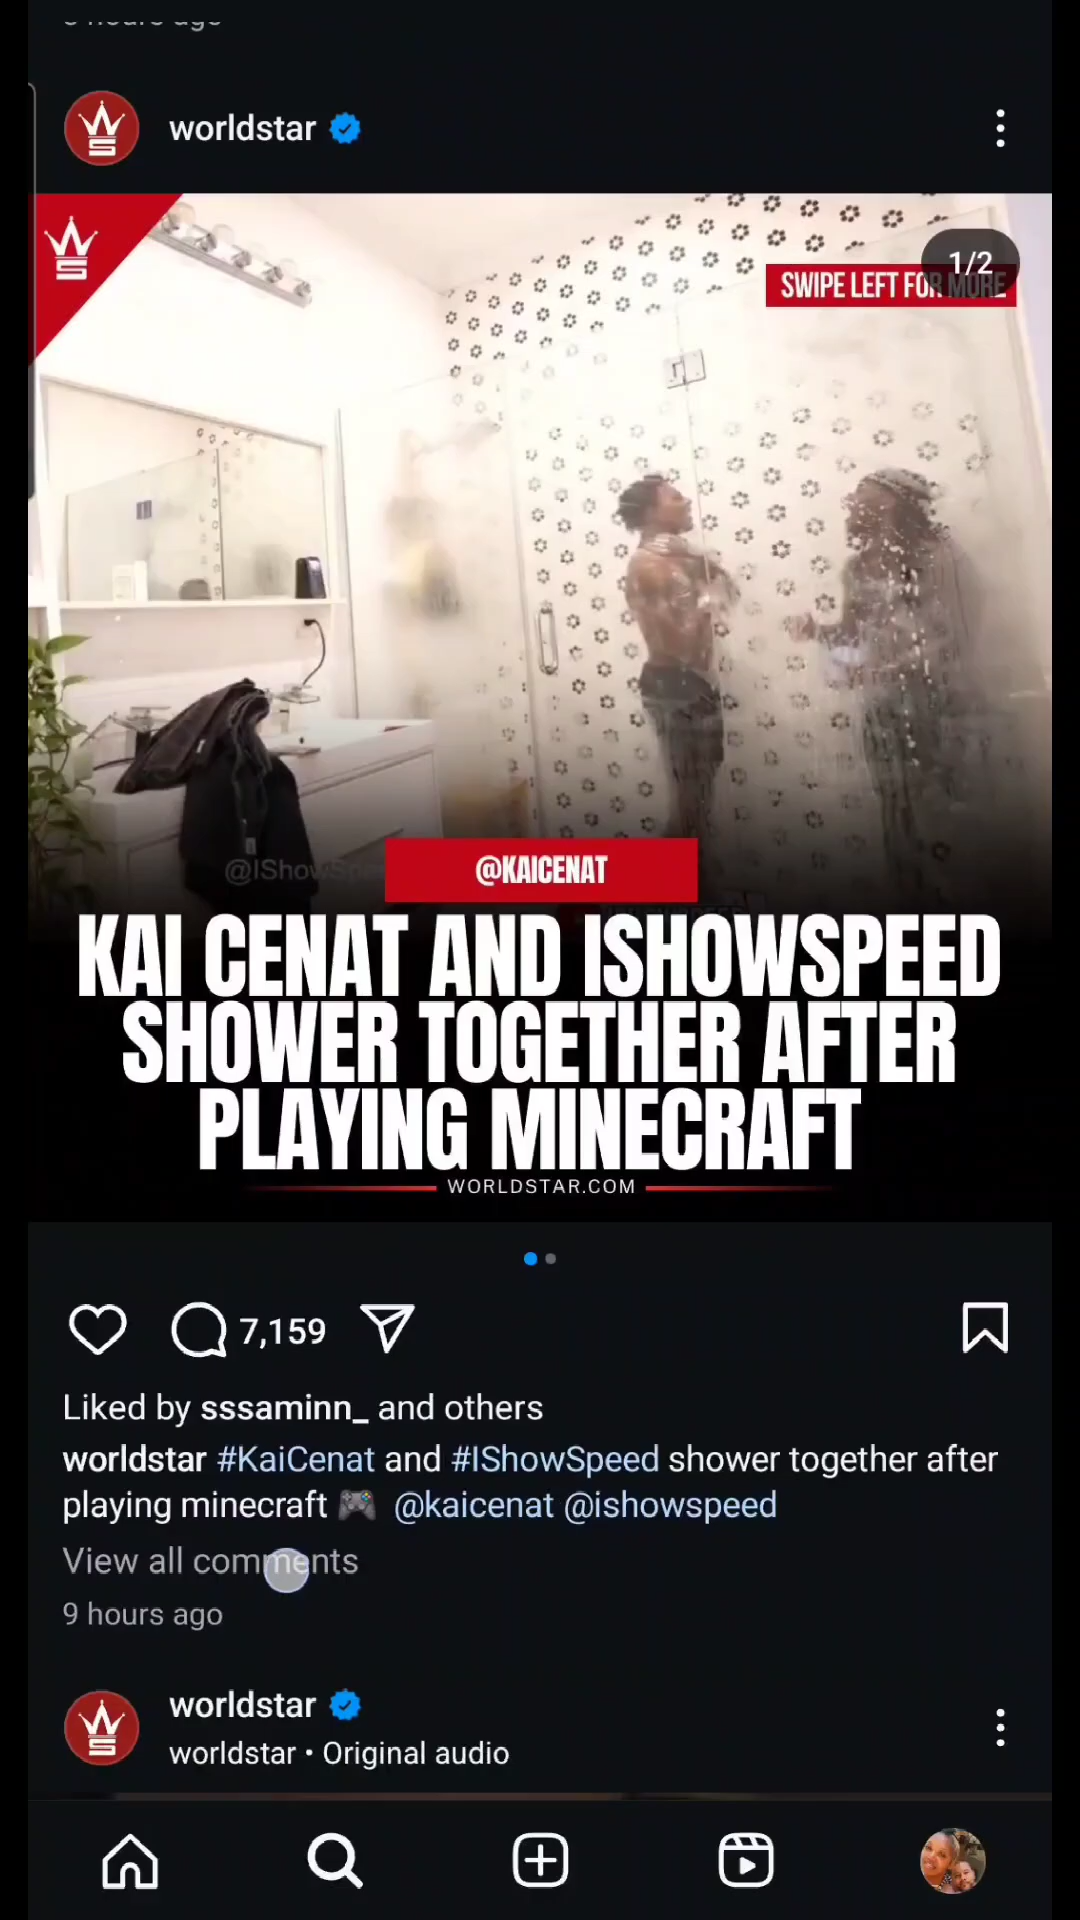 worldstar
1/2
SWIPE LEFT FOR MORE
@KAICENAT
KAI CENAT AND ISHOWSPEED
SHOWER TOGETHER AFTER
PLAYING MINECRAFT
WORLDSTAR.COM
7,159
Liked by sssaminn_ and others
worldstar #KaiCenat and #IShowSpeed shower together after
playing minecraft 🎮 @kaicenat @ishowspeed
View all comments
9 hours ago
worldstar
worldstar • Original audio